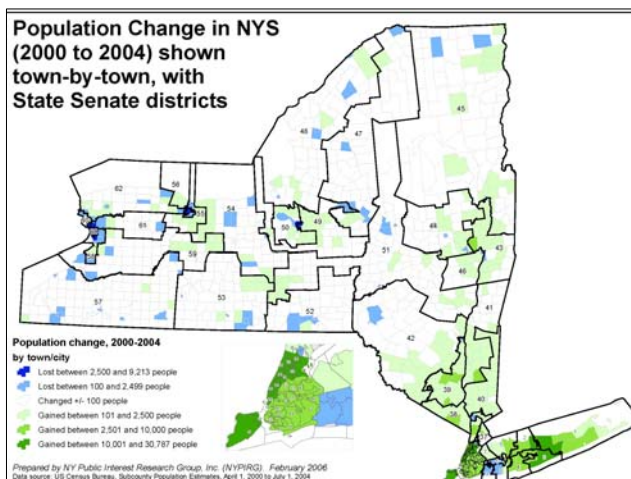 Population Change in NYS
(2000 to 2004) shown
town-by-town, with
State Senate districts
45
48
47
62
56
55
54
49
50
61
51
43
59
46
58
57
53
52
41
42
39
40
38
Population change, 2000-2004
by town/city
Lost between 2,500 and 9,213 people
Lost between 100 and 2,499 people
Changed +/- 100 people
Gained between 101 and 2,500 people
Gained between 2,501 and 10,000 people
Gained between 10,001 and 30,787 people
Prepared by NY Public Interest Research Group, Inc. (NYPIRG) February 2006
Data source: US Census Bureau, Subcounty Population Estimates, April 1, 2000 to July 1, 2004